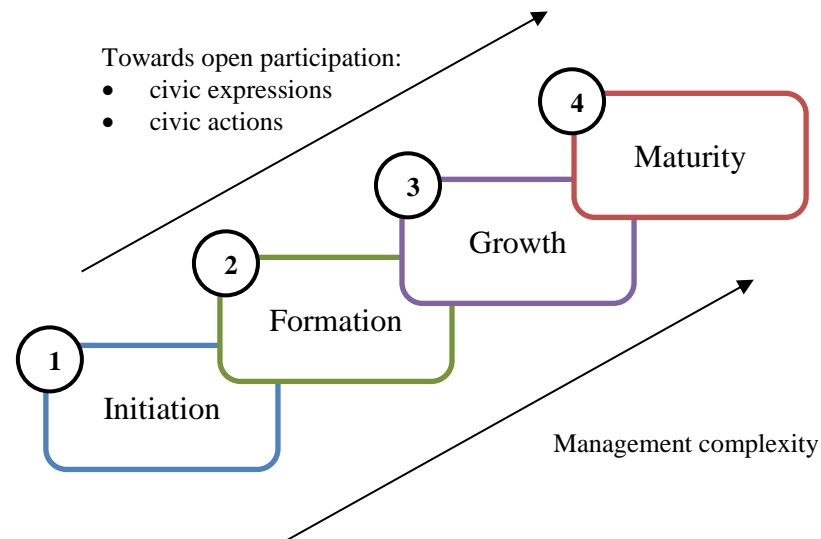 Towards open participation:
• civic expressions
• civic actions
4
Maturity
3
Growth
2
Formation
1
Initiation
Management complexity